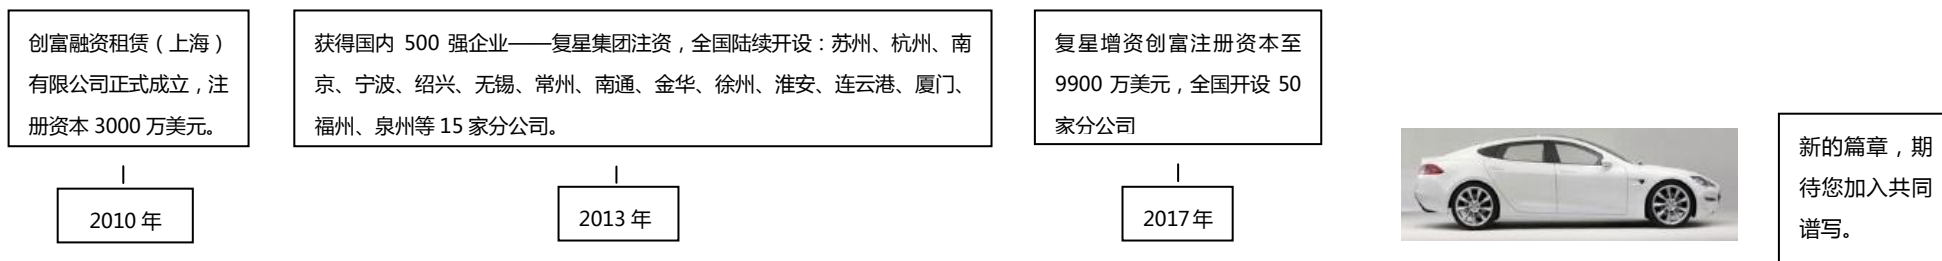 创富融资租赁（上海）
有限公司正式成立，注
册资本 3000 万美元。
2010 年
获得国内 500 强企业——复星集团注资，全国陆续开设：苏州、杭州、南
京、宁波、绍兴、无锡、常州、南通、金华、徐州、淮安、连云港、厦门、
福州、泉州等 15 家分公司。
2013 年
复星增资创富注册资本至
9900 万美元，全国开设 50
家分公司
2017 年
新的篇章，期
待您加入共同
谱写。